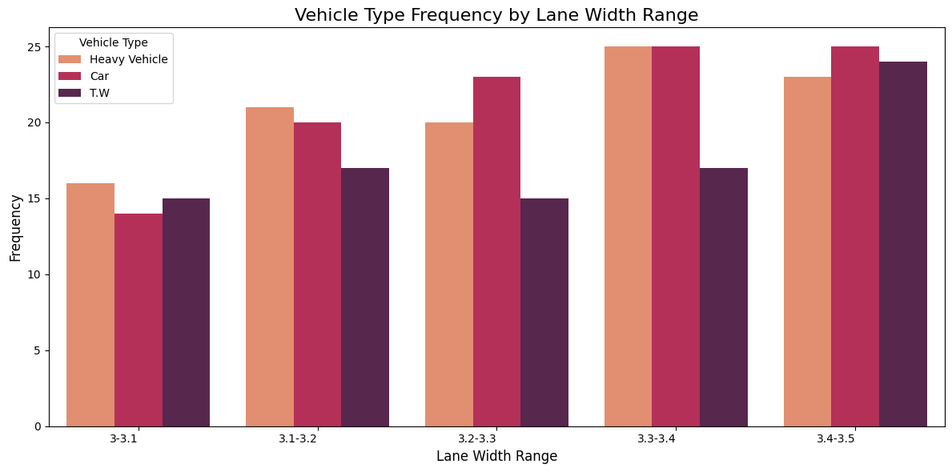 Vehicle Type Frequency by Lane Width Range
Vehicle Type
Heavy Vehicle
Car
T.W
Frequency
25
20
15
10
5
0
3-3.1 3.1-3.2 3.2-3.3 3.3-3.4 3.4-3.5
Lane Width Range